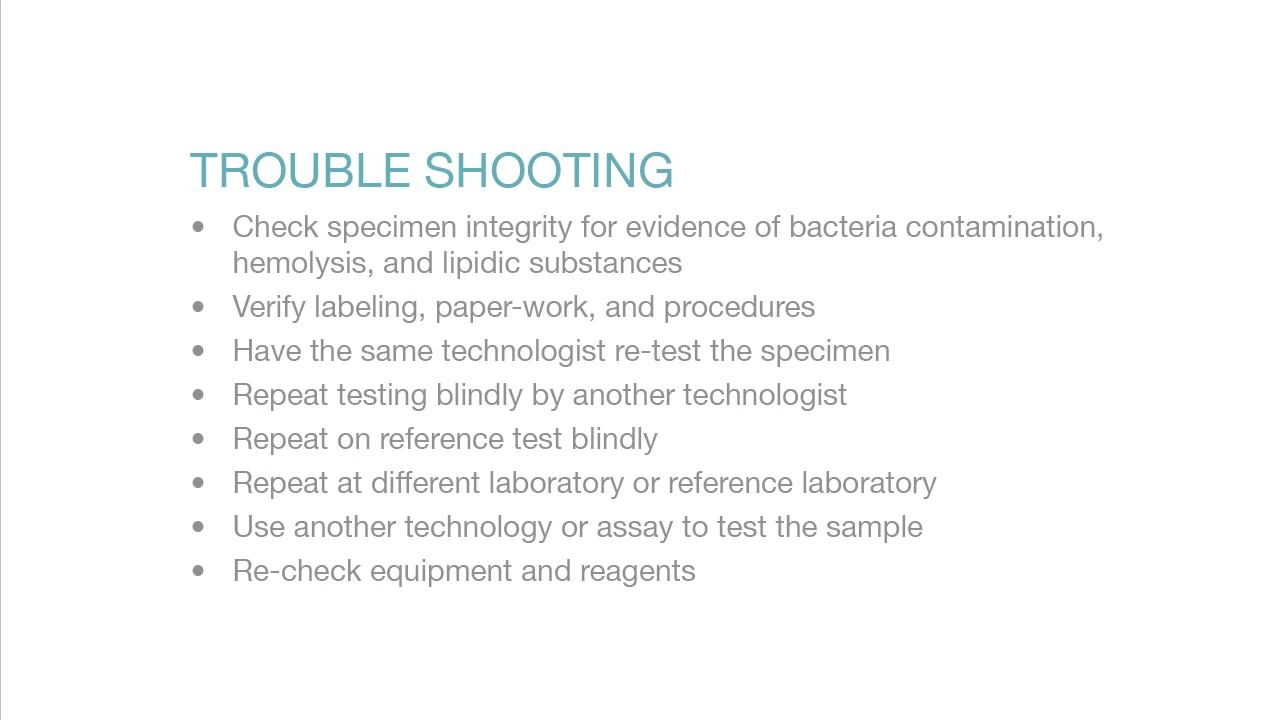 TROUBLE SHOOTING
• Check specimen integrity for evidence of bacteria contamination,
hemolysis, and lipidic substances
• Verify labeling, paper-work, and procedures
• Have the same technologist re-test the specimen
• Repeat testing blindly by another technologist
• Repeat on reference test blindly
• Repeat at different laboratory or reference laboratory
• Use another technology or assay to test the sample
• Re-check equipment and reagents